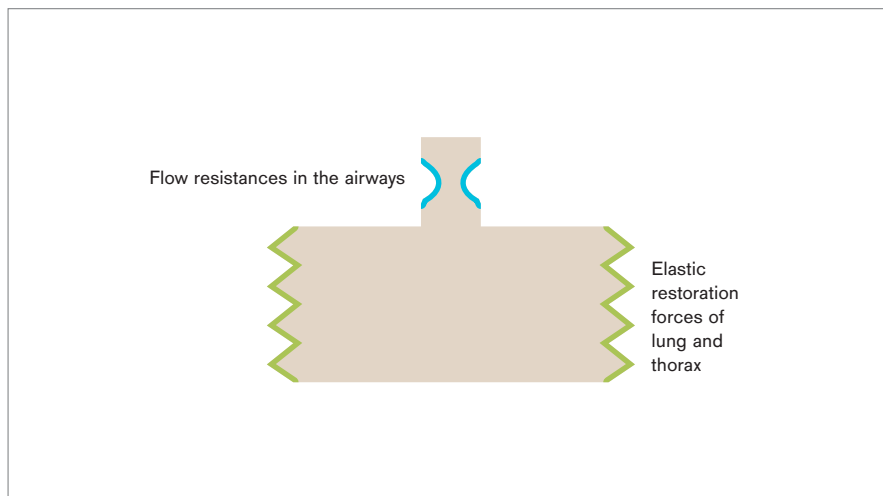 Flow resistances in the airways
Elastic
restoration
forces of
lung and
thorax